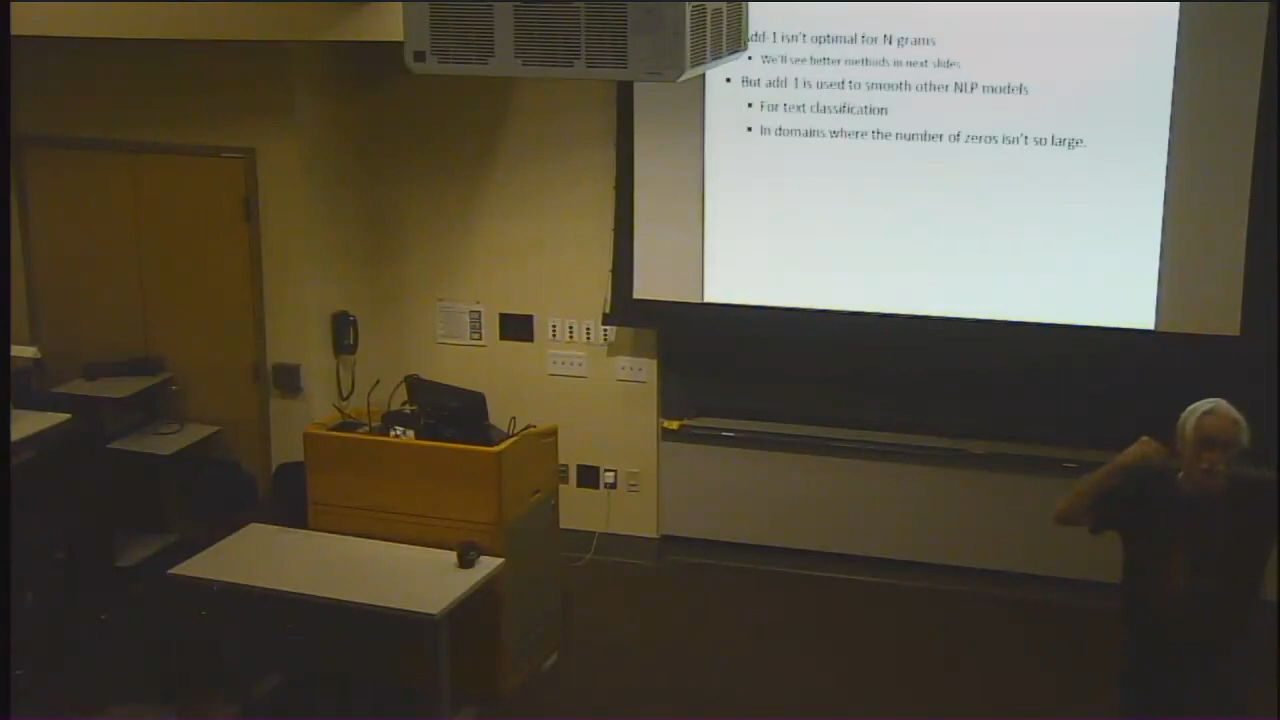 dd-1 isn't optimal for N-grams
We'll see better methods in next slides
But add-1 is used to smooth other NLP models
For text classification
In domains where the number of zeros isn't so large.